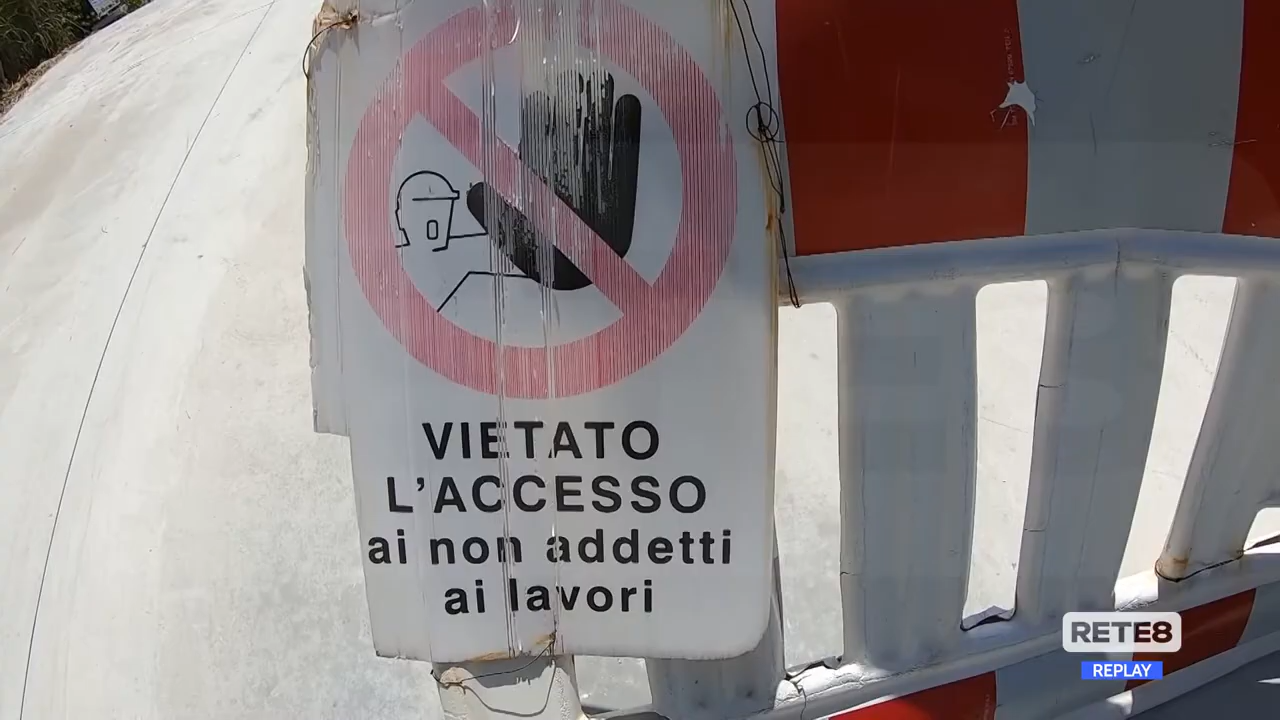 VIETATO
L'ACCESSO
ai non addetti
ai lavori
RETE8
REPLAY